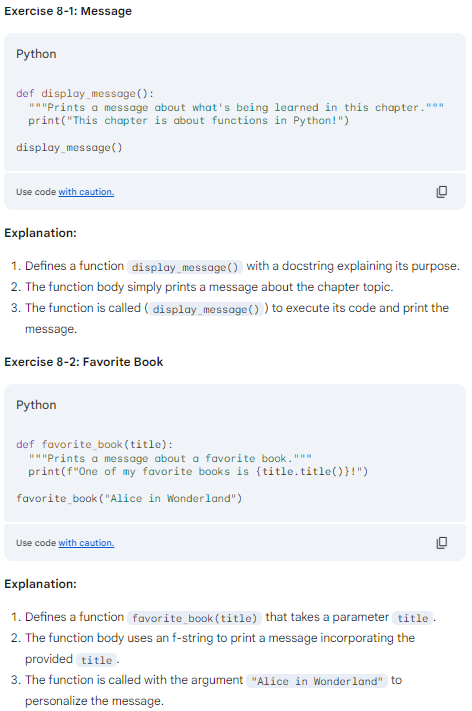 Exercise 8-1: Message
Python
def display_message():
  """Prints a message about what's being learned in this chapter."""
  print("This chapter is about functions in Python!")
display_message()
Use code with caution.
Explanation:
1. Defines a function display_message() with a docstring explaining its purpose.
2. The function body simply prints a message about the chapter topic.
3. The function is called ( display_message() ) to execute its code and print the
message.
Exercise 8-2: Favorite Book
Python
def favorite_book(title):
  """Prints a message about a favorite book."""
  print(f"One of my favorite books is {title.title()}!")
favorite_book("Alice in Wonderland")
Use code with caution.
Explanation:
1. Defines a function favorite_book(title) that takes a parameter title .
2. The function body uses an f-string to print a message incorporating the
provided title .
3. The function is called with the argument "Alice in Wonderland" to
personalize the message.